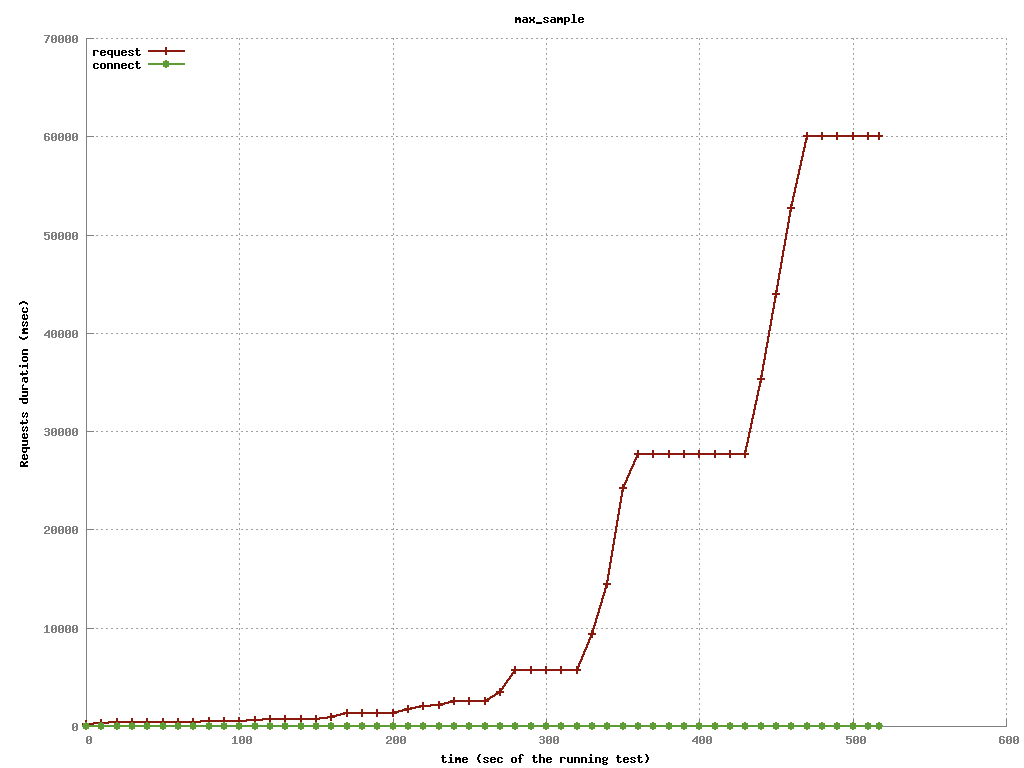 max_sample
70000
request
connect
60000
50000
40000
30000
20000
10000
0
Requests duration (msec)
0 100 200 300 400 500 600
time (sec of the running test)